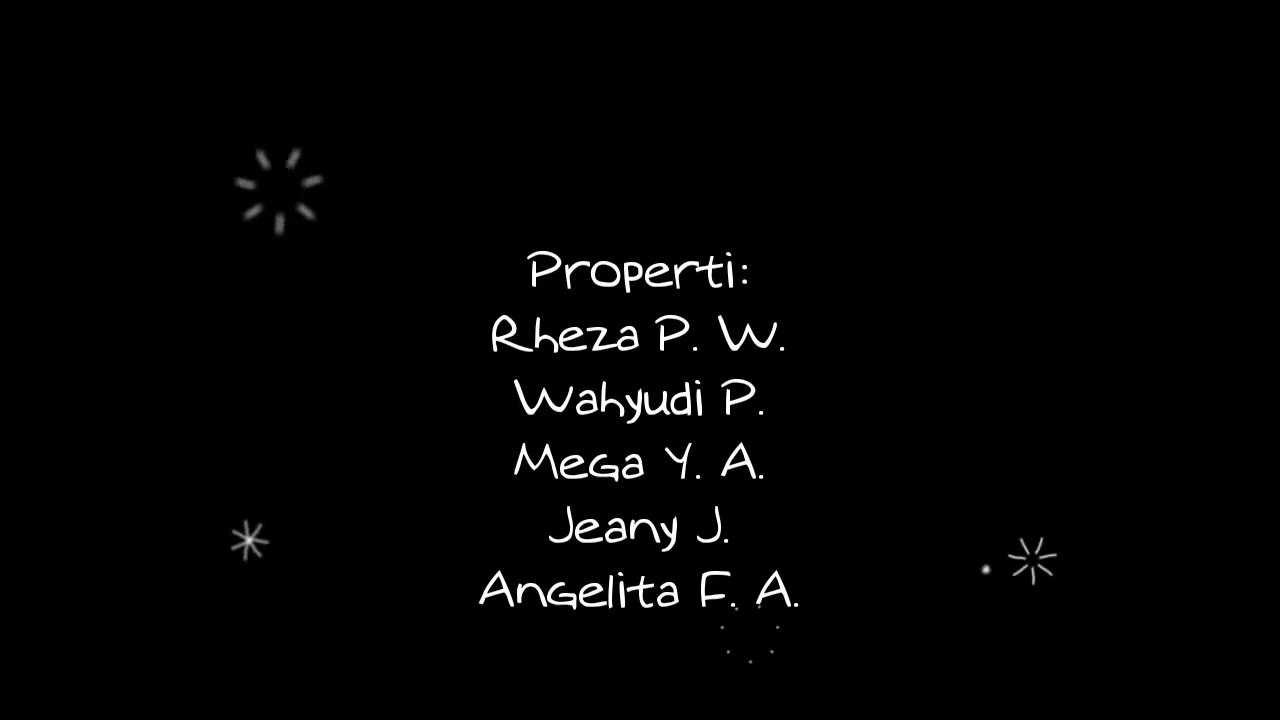 Properti:
Rheza P. W.
Wahyudi P.
Mega Y. A.
Jeany J.
Angelita F. A.